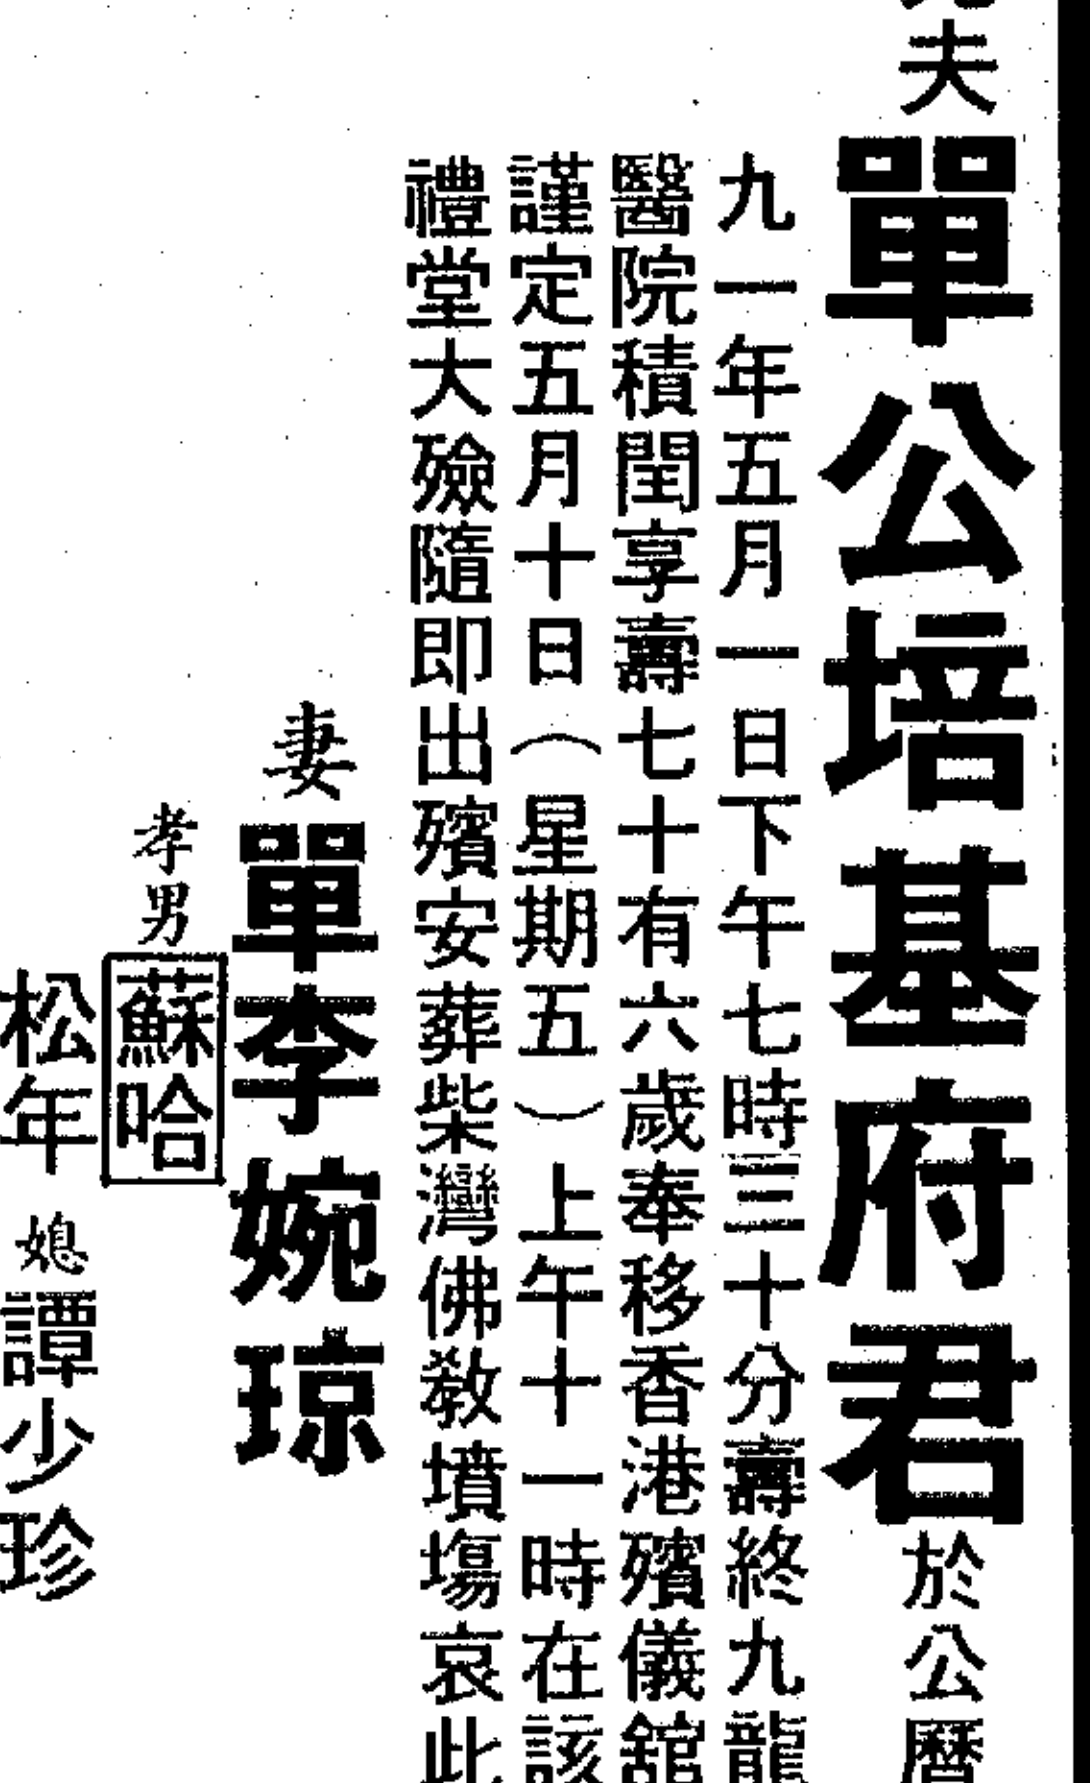 夫單公培基府君於公曆
九一年五月一日下午七時三十分壽終九龍
醫院積閏享壽七十有六歲奉移香港殯儀舘
謹定五月十日（星期五）上午十一時在該
禮堂大殮隨即出殯安葬柴灣佛教墳塲哀此
妻單李婉琼
孝男蘇哈
松年媳譚少珍